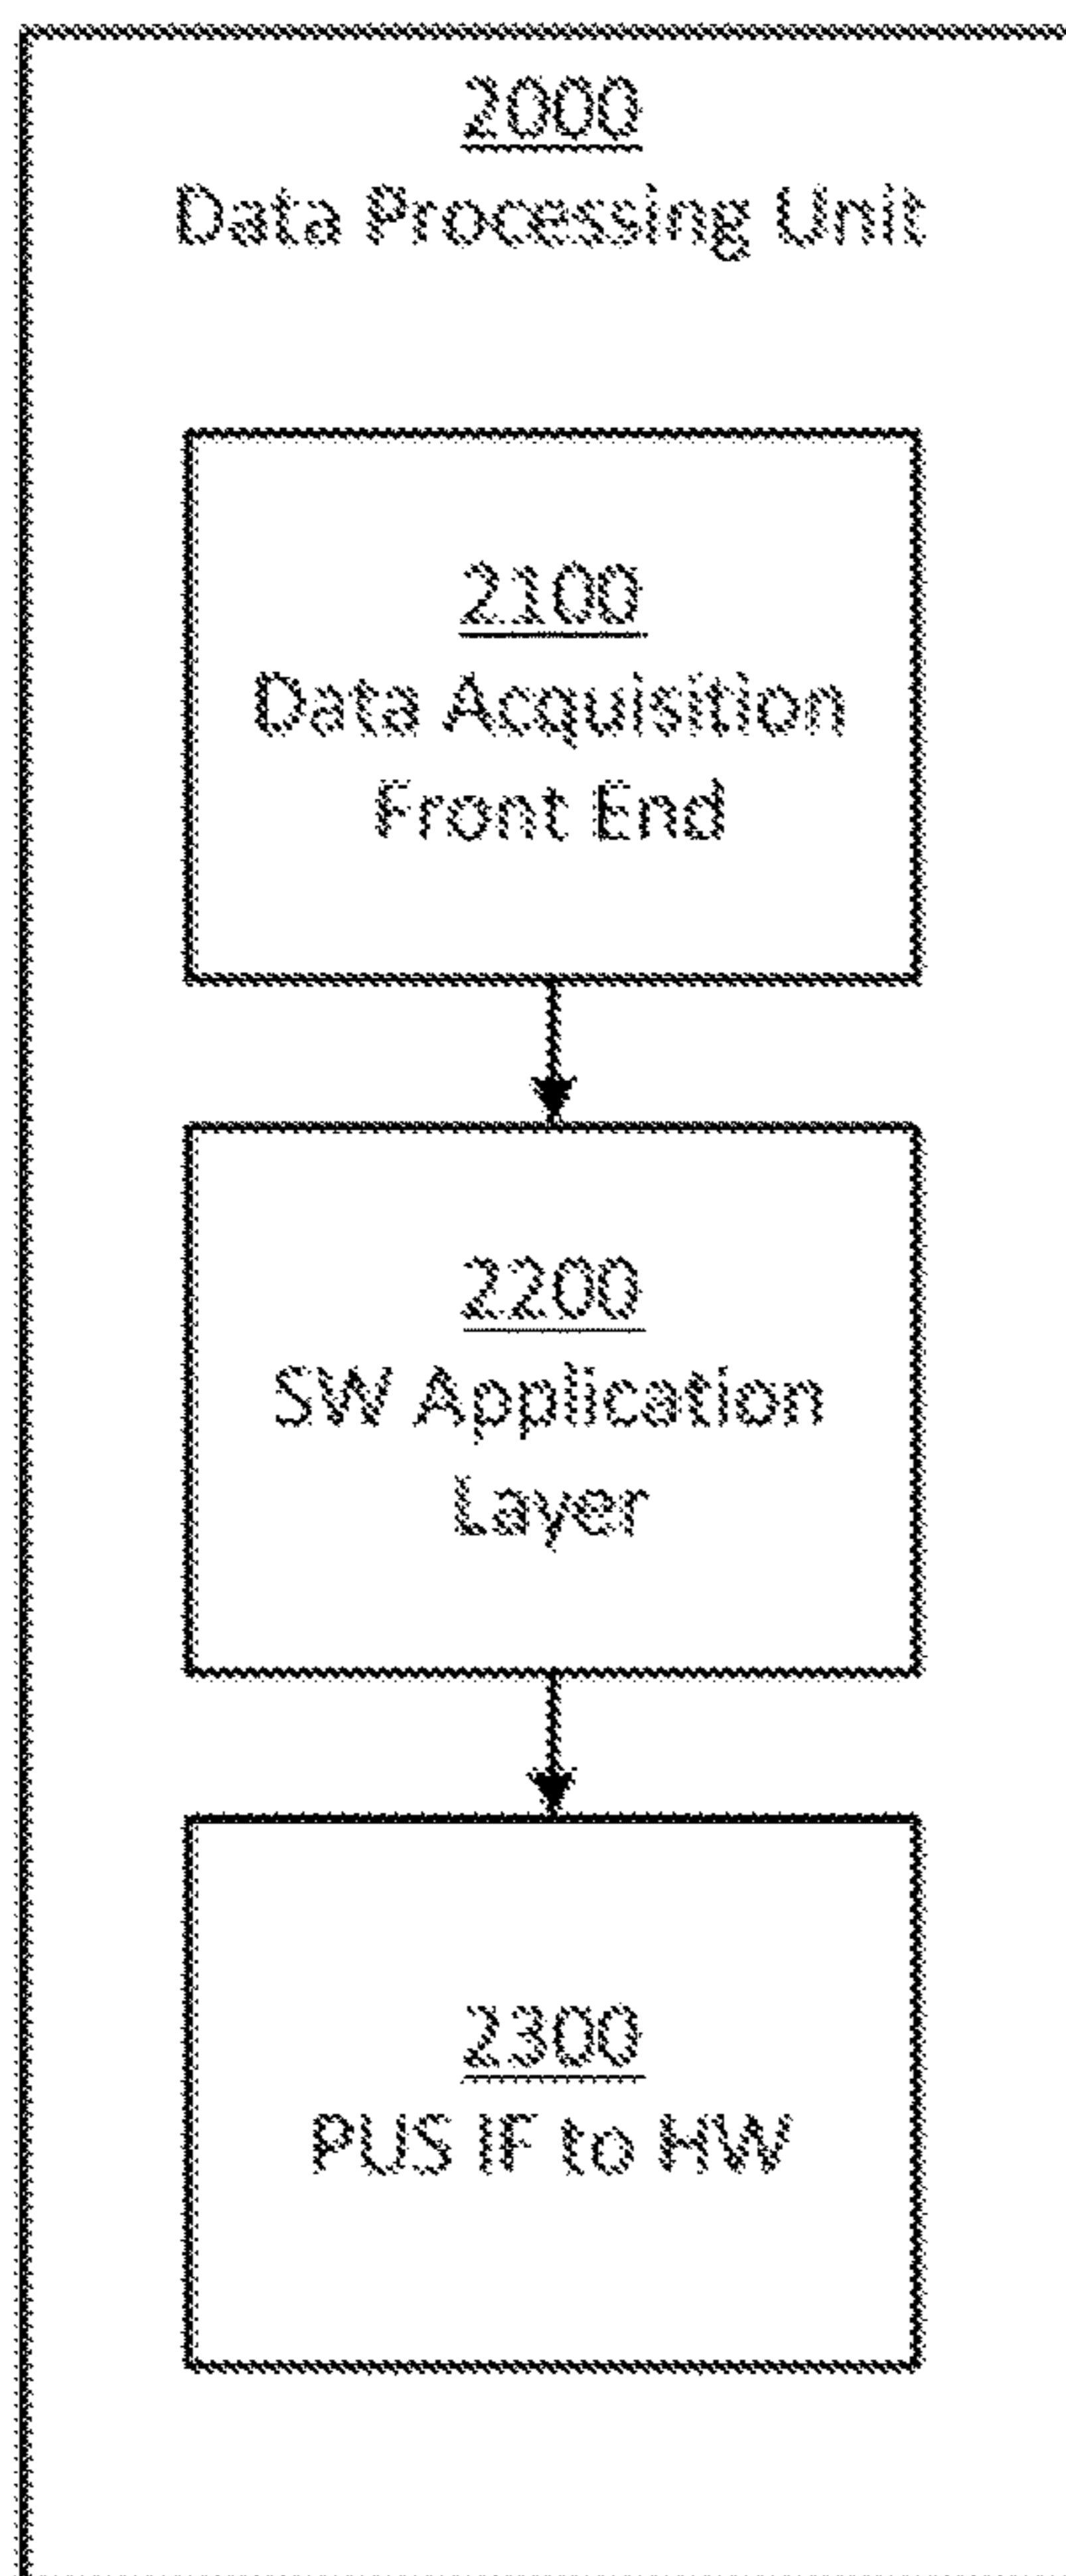 2000
Data Processing Unit
2100
Data Acquisition
Front End
2200
SW Application
Layer
2300
PUS IF to HW